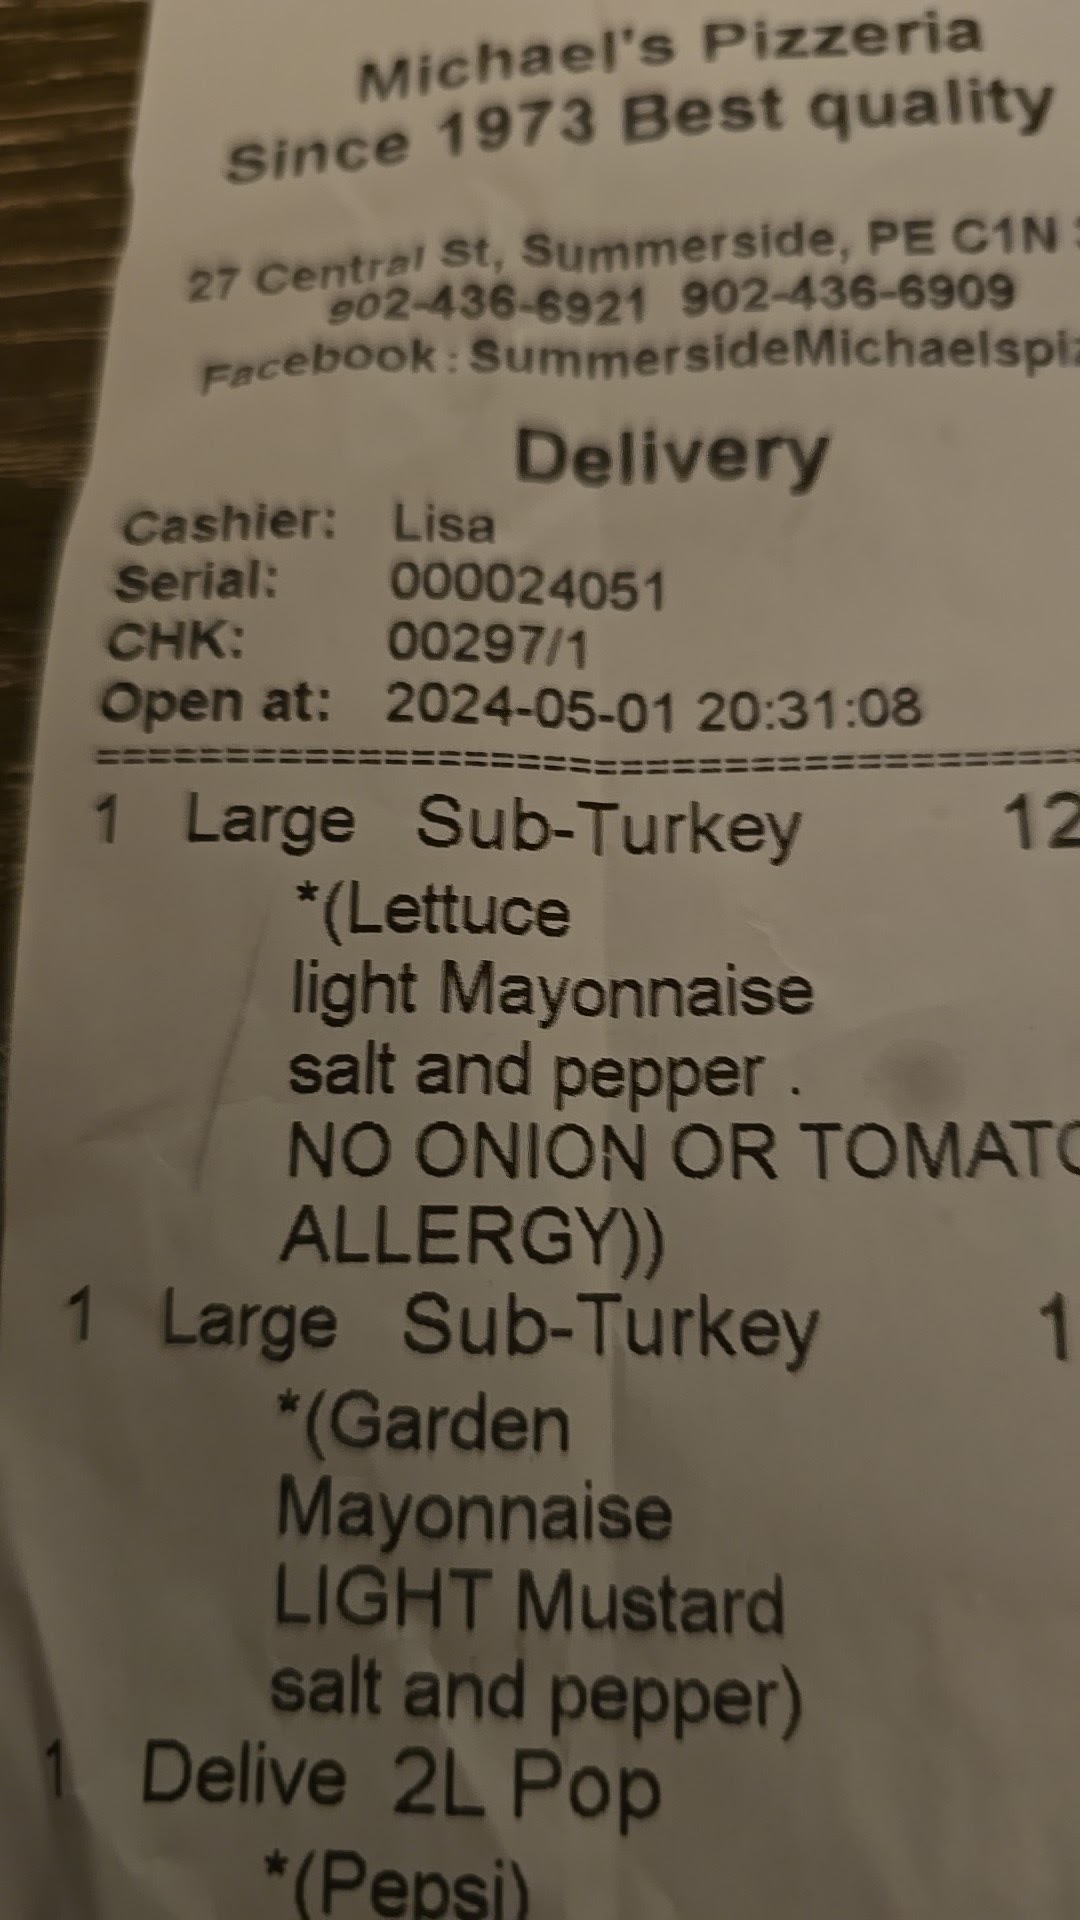 Michael's Pizzeria
Since 1973 Best quality
27 Central St, Summerside, PE C1N
902-436-6921 902-436-6909
Facebook: SummersideMichaelspiz
Delivery
Cashier: Lisa
Serial: 000024051
CHK: 00297/1
Open at: 2024-05-01 20:31:08
==========================================
1 Large Sub-Turkey 12
*(Lettuce
light Mayonnaise
salt and pepper .
NO ONION OR TOMATO
ALLERGY))
1 Large Sub-Turkey 1
*(Garden
Mayonnaise
LIGHT Mustard
salt and pepper)
1 Delive 2L Pop
*(Pepsi)